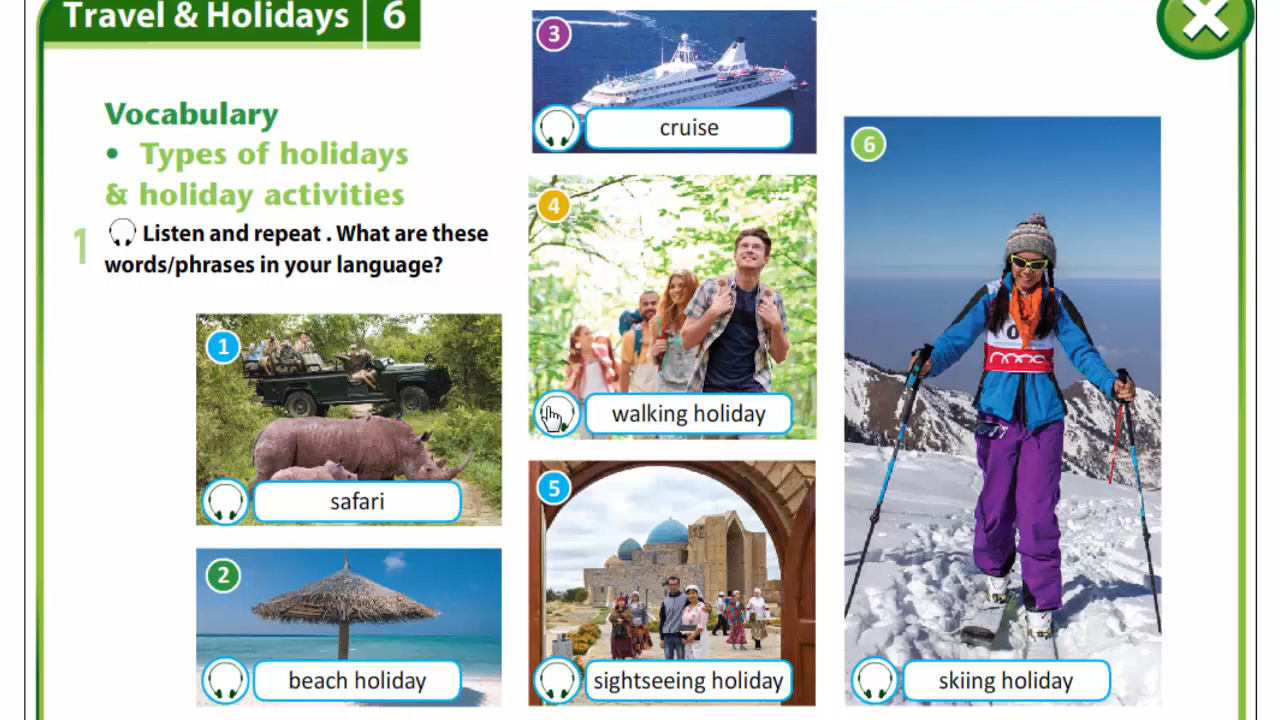 Travel & Holidays 6
Vocabulary
• Types of holidays
& holiday activities
1 Listen and repeat . What are these
words/phrases in your language?
1
safari
2
beach holiday
3
cruise
4
walking holiday
5
sightseeing holiday
6
skiing holiday